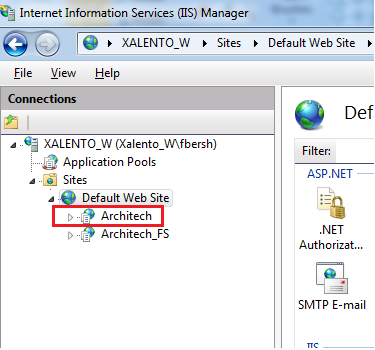 Internet Information Services (IIS) Manager
XALENTO_W Sites Default Web Site
File View Help
Connections
XALENTO_W (Xalento_W\fbersh)
Application Pools
Sites
Default Web Site
Architech
Architech_FS
Def
Filter:
ASP.NET
.NET
Authorizat...
SMTP E-mail
IIS